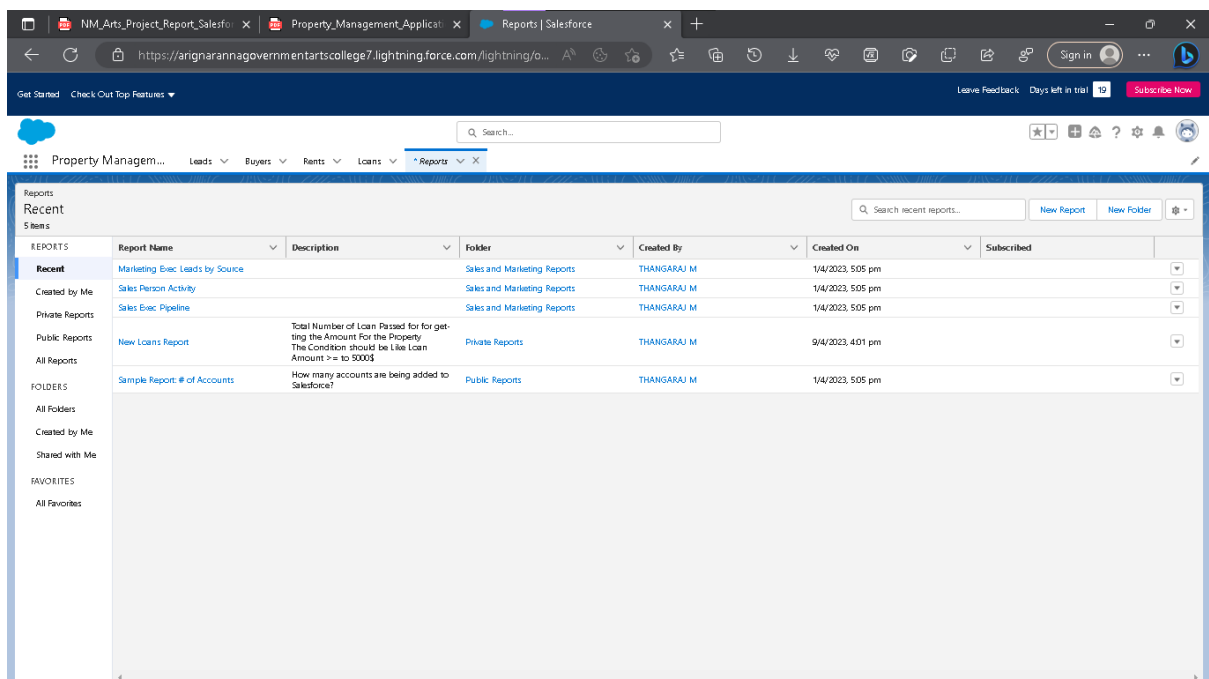 NM_Arts_Project_Report_Salesfor
Property_Management_Applicati
Reports | Salesforce
https://arignarannagovernmentartscollege7.lightning.force.com/lightning/o...
Sign in
Get Started Check Out Top Features
Leave Feedback Days left in trial 19 Subscribe Now
Search...
Property Managem... Leads Buyers Rents Loans * Reports
Reports
Recent
5 items
Search recent reports...
New Report New Folder
REPORTS
Recent
Created by Me
Private Reports
Public Reports
All Reports
FOLDERS
All Folders
Created by Me
Shared with Me
FAVORITES
All Favorites
Report Name Description Folder Created By Created On Subscribed
Marketing Exec Leads by Source Sales and Marketing Reports THANGARAJ M 1/4/2023, 5:05 pm
Sales Person Activity Sales and Marketing Reports THANGARAJ M 1/4/2023, 5:05 pm
Sales Exec Pipeline Sales and Marketing Reports THANGARAJ M 1/4/2023, 5:05 pm
Total Number of Loan Passed for for get-
ting the Amount For the Property
New Loans Report The Condition should be Like Loan Private Reports THANGARAJ M 9/4/2023, 4:01 pm
Amount >= to 5000$
Sample Report: # of Accounts How many accounts are being added to Public Reports THANGARAJ M 1/4/2023, 5:05 pm
Salesforce?